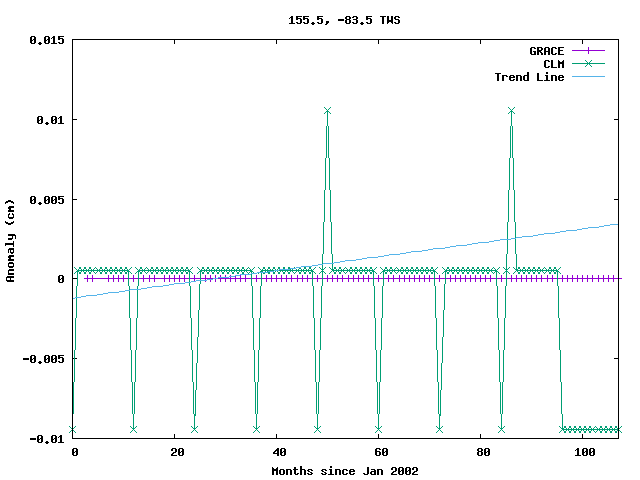 155.5, -83.5 TWS
GRACE
CLM
Trend Line
0.015
0.01
0.005
0
-0.005
-0.01
Anomaly (cm)
0 20 40 60 80 100
Months since Jan 2002